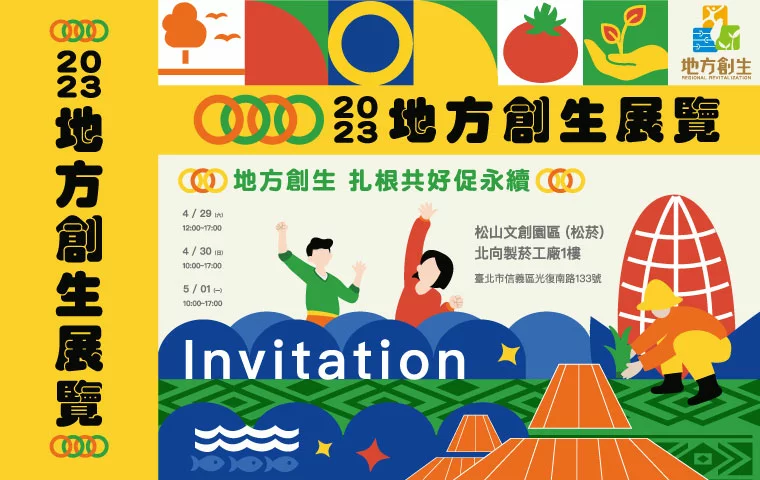 2023
地方創生展覽
地方創生
REGIONAL REVITALIZATION
2023 地方創生展覽
地方創生 扎根共好促永續
4 / 29 (六)
12:00-17:00
4 / 30 (日)
10:00-17:00
5 / 01 (一)
10:00-17:00
松山文創園區 (松菸)
北向製菸工廠1樓
臺北市信義區光復南路133號
Invitation